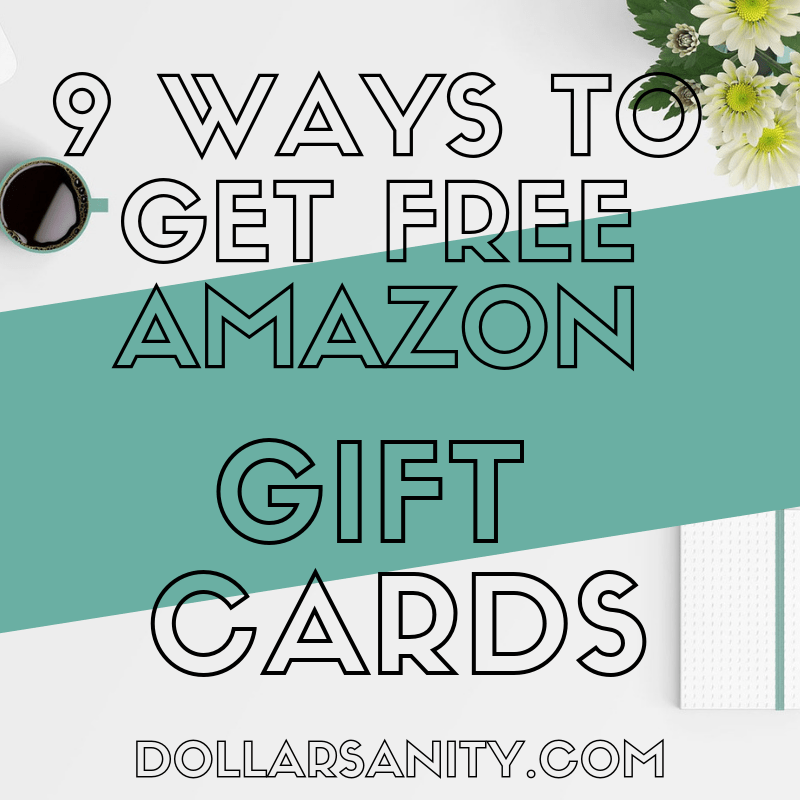 9 WAYS TO
GET FREE
AMAZON
GIFT
CARDS
DOLLARSANITY.COM